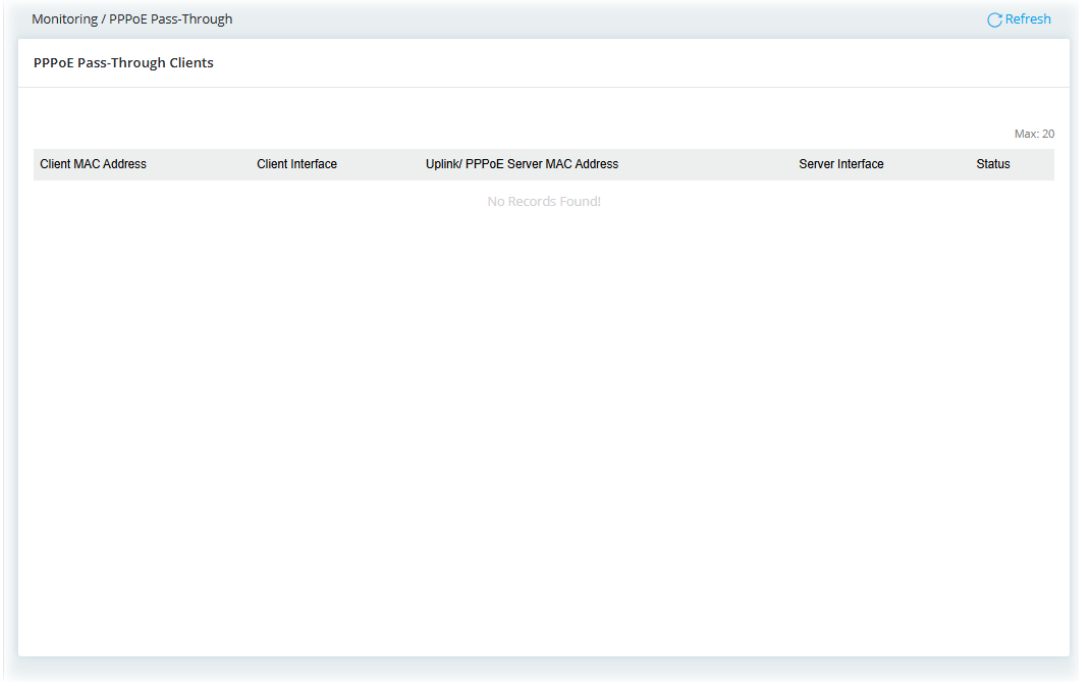 Monitoring / PPPoE Pass-Through Refresh
PPPoE Pass-Through Clients
Max: 20
Client MAC Address Client Interface Uplink/ PPPoE Server MAC Address Server Interface Status
No Records Found!